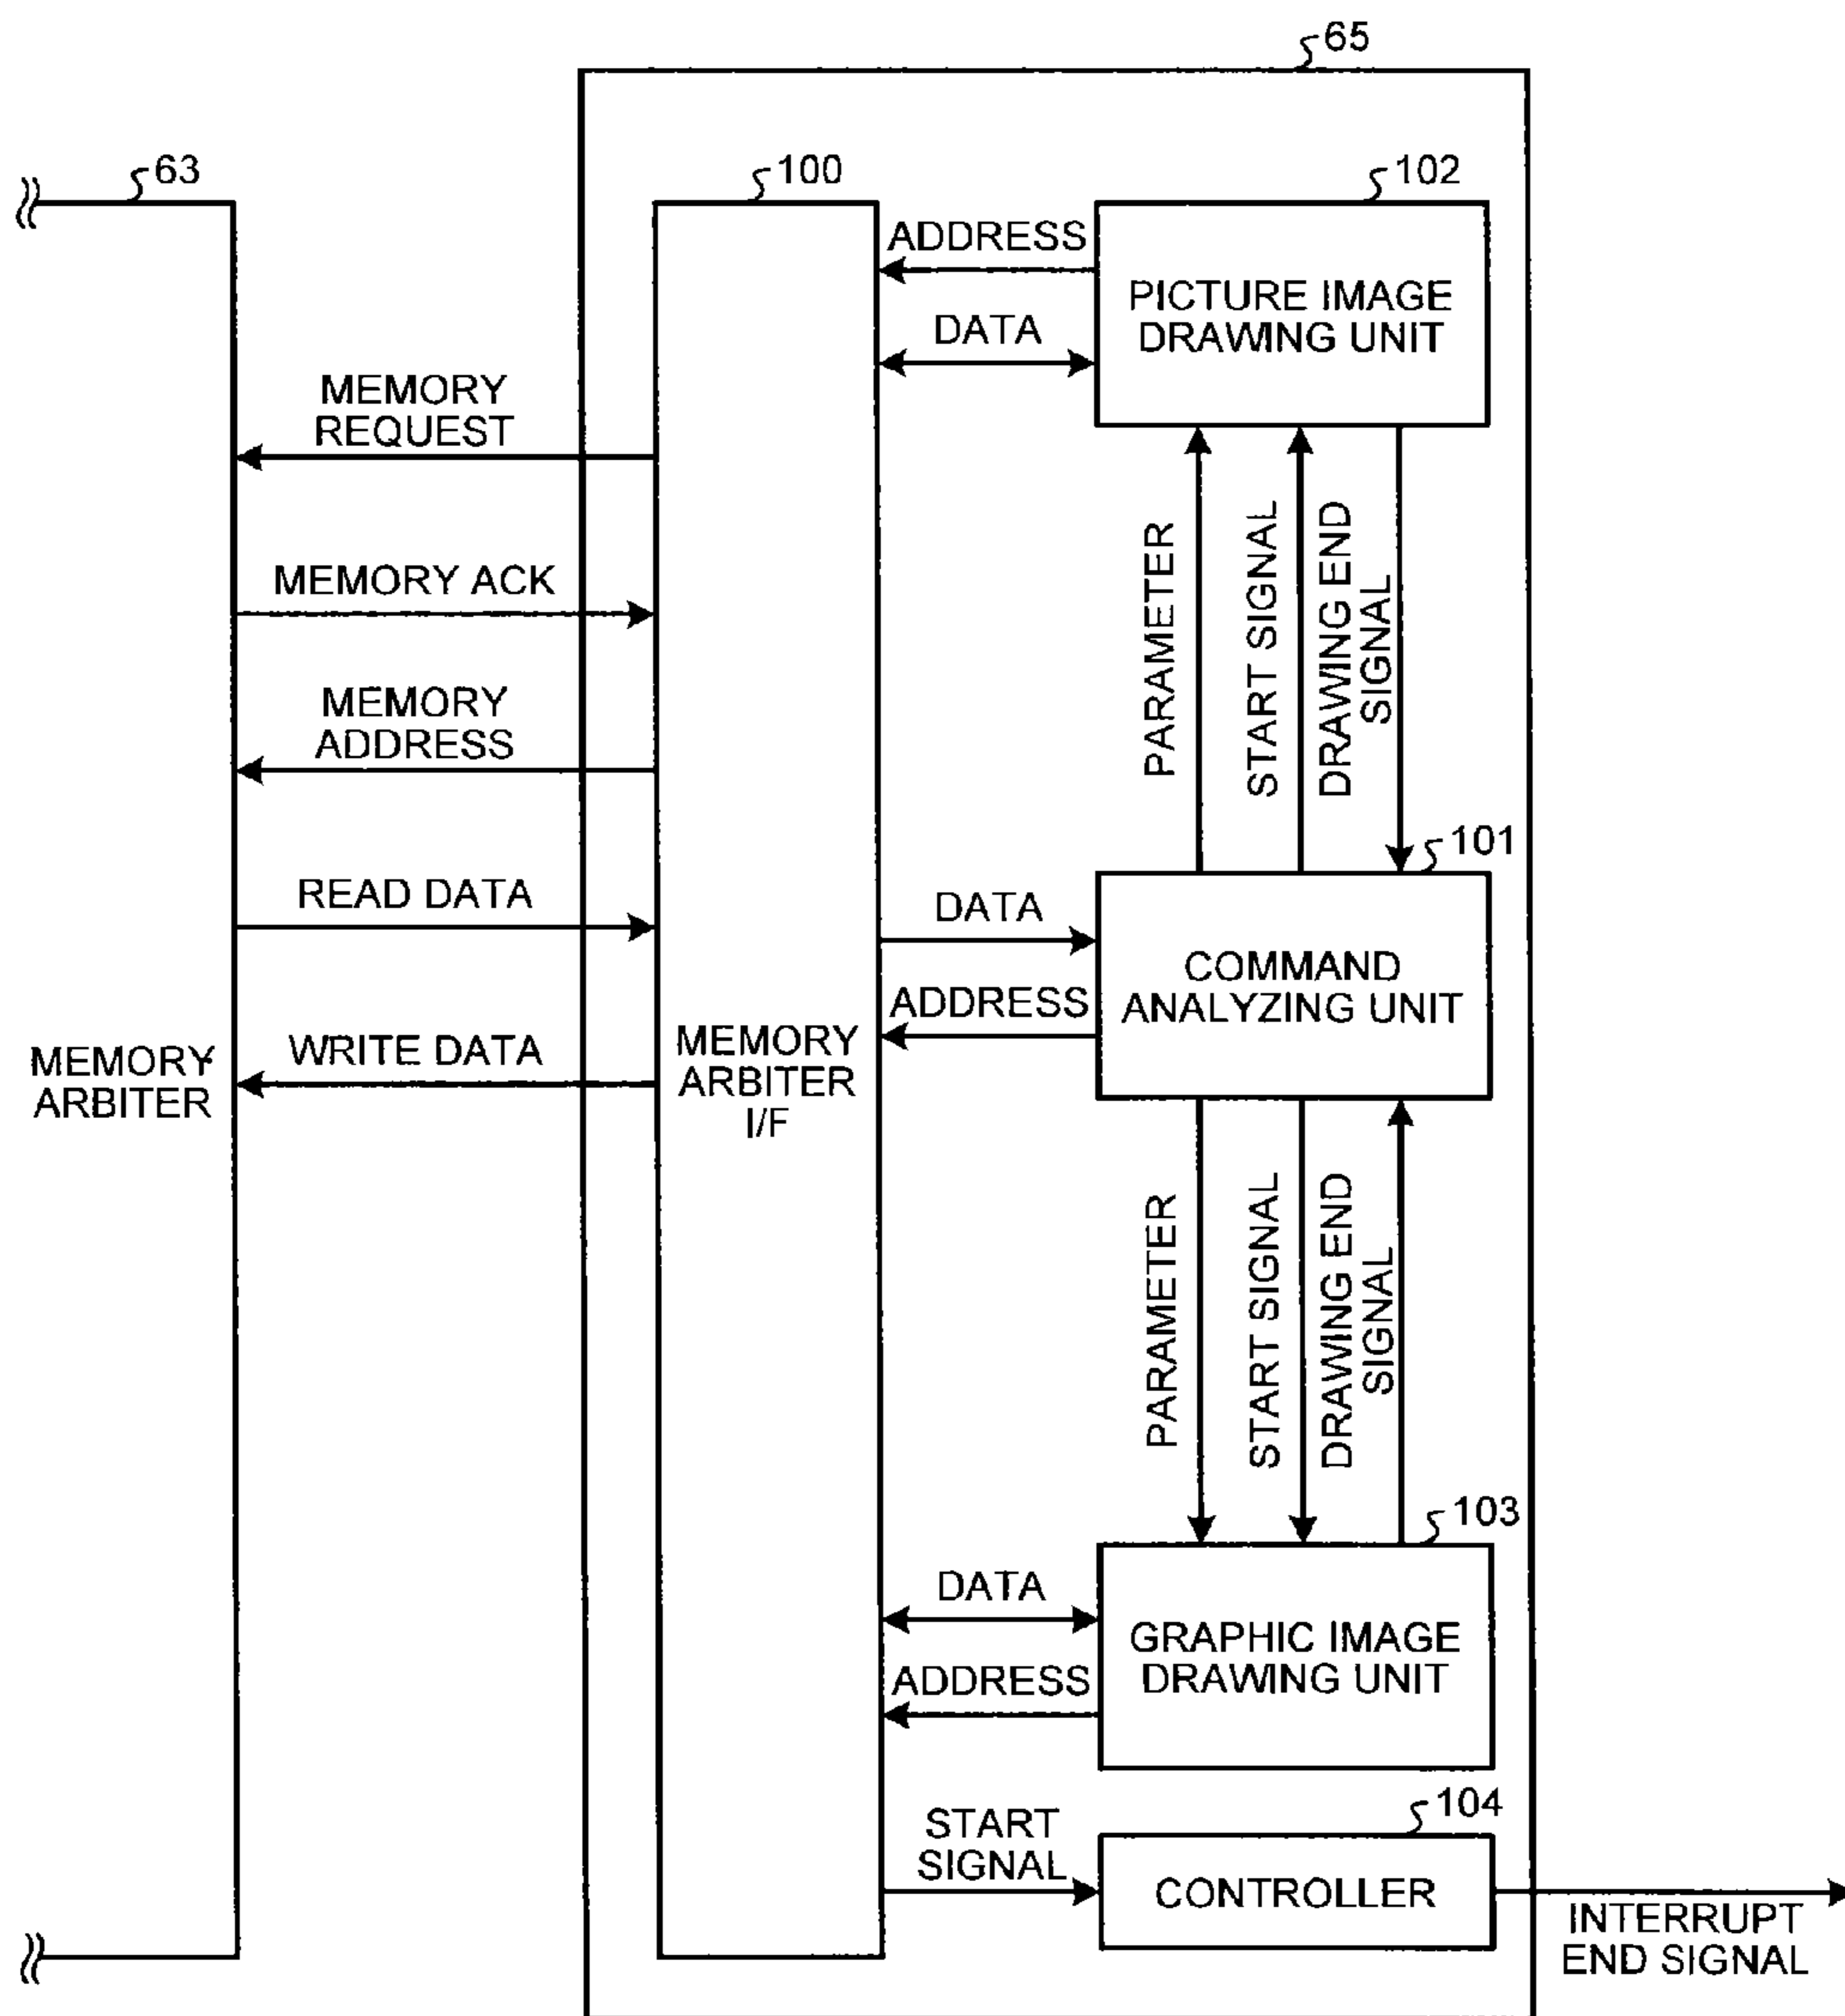 65
63
100
102
ADDRESS
PICTURE IMAGE
DRAWING UNIT
DATA
MEMORY
REQUEST
PARAMETER
START SIGNAL
DRAWING END
SIGNAL
MEMORY ACK
MEMORY
ADDRESS
101
READ DATA
DATA
COMMAND
ANALYZING UNIT
ADDRESS
WRITE DATA
MEMORY
ARBITER
MEMORY
ARBITER
I/F
PARAMETER
START SIGNAL
DRAWING END
SIGNAL
103
DATA
GRAPHIC IMAGE
DRAWING UNIT
ADDRESS
104
START
SIGNAL
CONTROLLER
INTERRUPT
END SIGNAL